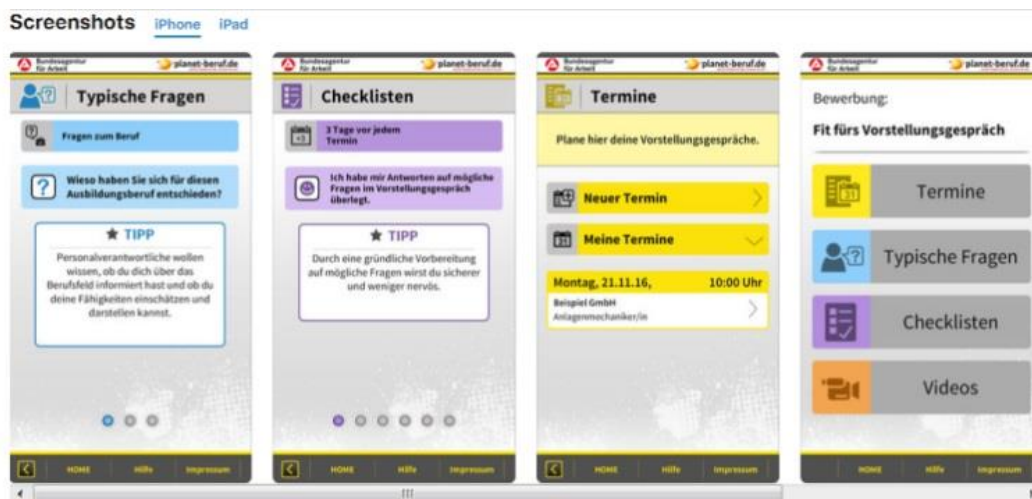 Screenshots iPhone iPad
Bundesagentur für Arbeit
planet-beruf.de
Typische Fragen
Fragen zum Beruf
Wieso haben Sie sich für diesen
Ausbildungsberuf entschieden?
TIPP
Personalverantwortliche wollen
wissen, ob du dich über das
Berufsfeld informiert hast und ob du
deine Fähigkeiten einschätzen und
darstellen kannst.
HOME Hilfe Impressum
Bundesagentur für Arbeit
planet-beruf.de
Checklisten
3 Tage vor jedem
Termin
Ich habe mir Antworten auf mögliche
Fragen im Vorstellungsgespräch
überlegt.
TIPP
Durch eine gründliche Vorbereitung
auf mögliche Fragen wirst du sicherer
und weniger nervös.
HOME Hilfe Impressum
Bundesagentur für Arbeit
planet-beruf.de
Termine
Plane hier deine Vorstellungsgespräche.
Neuer Termin
Meine Termine
Montag, 21.11.16, 10:00 Uhr
Beispiel GmbH
Anlagenmechaniker/in
HOME Hilfe Impressum
Bundesagentur für Arbeit
planet-beruf.de
Bewerbung:
Fit fürs Vorstellungsgespräch
Termine
Typische Fragen
Checklisten
Videos
HOME Hilfe Impressum